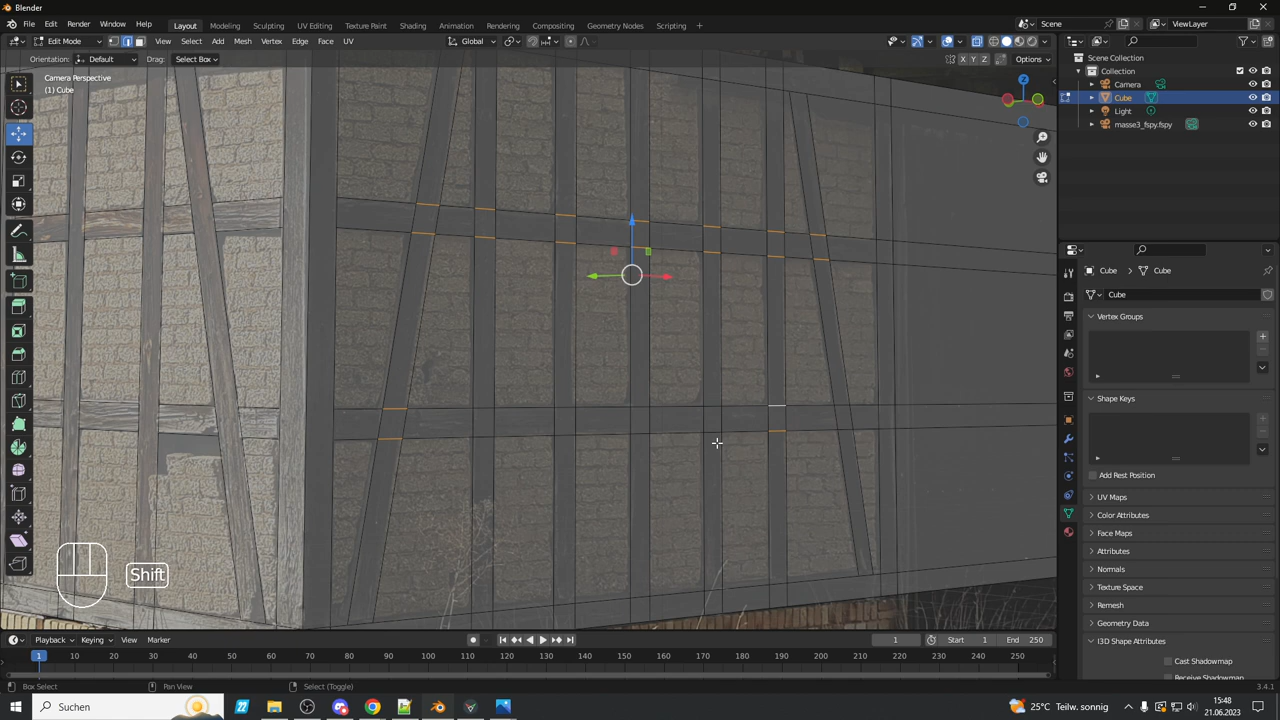 Blender
File Edit Render Window Help Layout Modeling Sculpting UV Editing Texture Paint Shading Animation Rendering Compositing Geometry Nodes Scripting + Scene ViewLayer
Edit Mode View Select Add Mesh Vertex Edge Face UV Global
Orientation: Default Drag: Select Box X Y Z Options
Camera Perspective
(1) Cube
Z
Shift
Scene Collection
Collection
Camera
Cube
Light
masse3_fspy.fspy
Cube > Cube
Cube
Vertex Groups
Shape Keys
Add Rest Position
UV Maps
Color Attributes
Face Maps
Attributes
Normals
Texture Space
Remesh
Geometry Data
I3D Shape Attributes
Cast Shadowmap
Receive Shadowmap
Playback Keying View Marker 1 Start 1 End 250
1 10 20 30 40 50 60 70 80 90 100 110 120 130 140 150 160 170 180 190 200 210 220 230 240 250
Box Select Pan View Select (Toggle) 3.4.1
Suchen 25°C Teilw. sonnig 15:48
21.06.2023